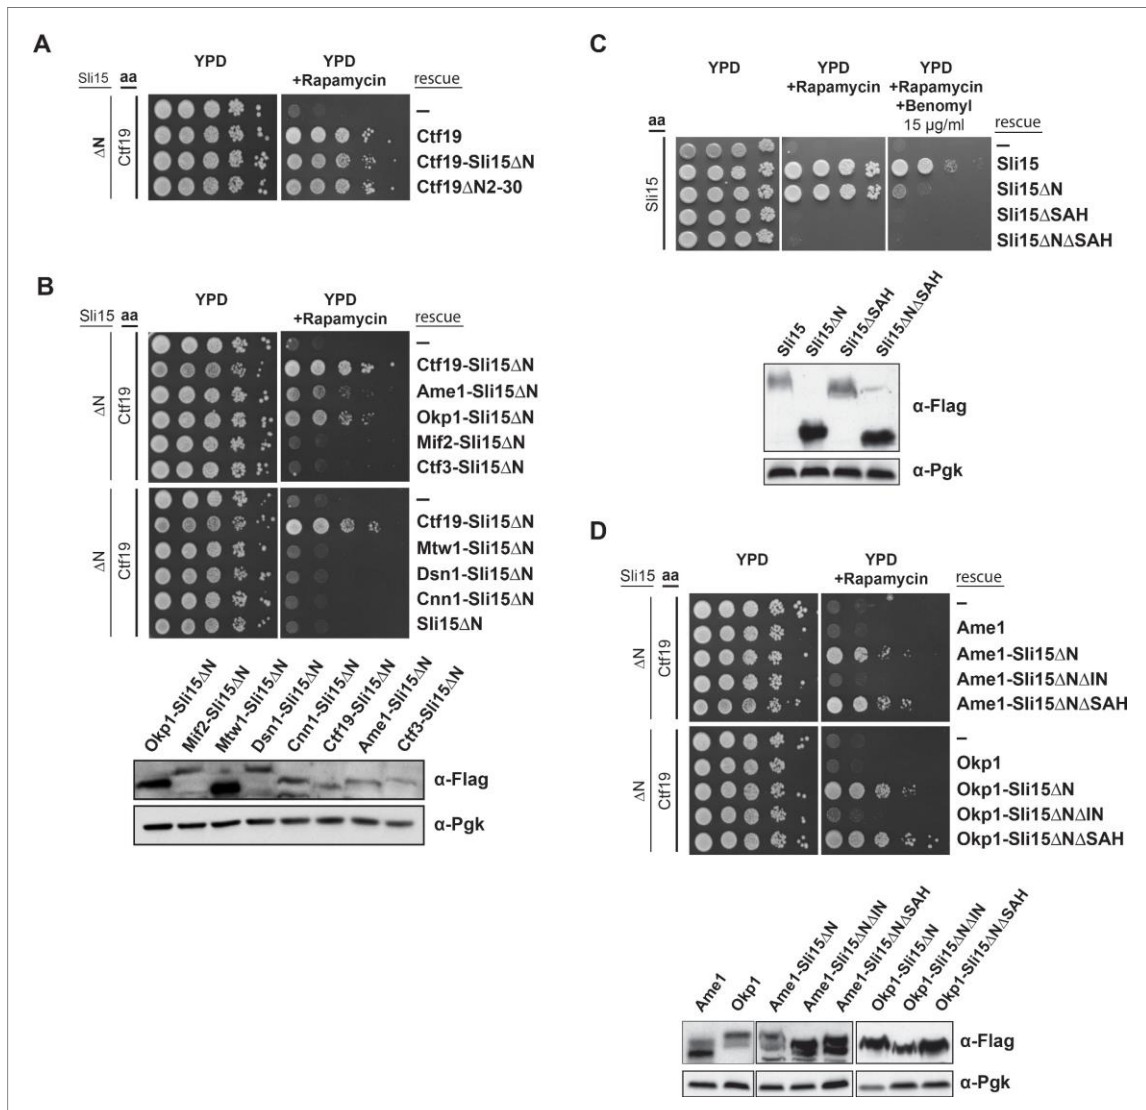 A
YPD
YPD
+Rapamycin
Sli15
aa
rescue
ΔN
Ctf19
–
Ctf19
Ctf19-Sli15ΔN
Ctf19ΔN2-30
B
YPD
YPD
+Rapamycin
Sli15
aa
rescue
ΔN
Ctf19
–
Ctf19-Sli15ΔN
Ame1-Sli15ΔN
Okp1-Sli15ΔN
Mif2-Sli15ΔN
Ctf3-Sli15ΔN
ΔN
Ctf19
–
Ctf19-Sli15ΔN
Mtw1-Sli15ΔN
Dsn1-Sli15ΔN
Cnn1-Sli15ΔN
Sli15ΔN
Okp1-Sli15ΔN
Mif2-Sli15ΔN
Mtw1-Sli15ΔN
Dsn1-Sli15ΔN
Cnn1-Sli15ΔN
Ctf19-Sli15ΔN
Ame1-Sli15ΔN
Ctf3-Sli15ΔN
α-Flag
α-Pgk
C
YPD
YPD
+Rapamycin
YPD
+Rapamycin
+Benomyl
15 µg/ml
aa
rescue
Sli15
–
Sli15
Sli15ΔN
Sli15ΔSAH
Sli15ΔNΔSAH
Sli15
Sli15ΔN
Sli15ΔSAH
Sli15ΔNΔSAH
α-Flag
α-Pgk
D
YPD
YPD
+Rapamycin
Sli15
aa
rescue
ΔN
Ctf19
–
Ame1
Ame1-Sli15ΔN
Ame1-Sli15ΔNΔIN
Ame1-Sli15ΔNΔSAH
ΔN
Ctf19
–
Okp1
Okp1-Sli15ΔN
Okp1-Sli15ΔNΔIN
Okp1-Sli15ΔNΔSAH
Ame1
Okp1
Ame1-Sli15ΔN
Ame1-Sli15ΔNΔIN
Ame1-Sli15ΔNΔSAH
Okp1-Sli15ΔN
Okp1-Sli15ΔNΔIN
Okp1-Sli15ΔNΔSAH
α-Flag
α-Pgk